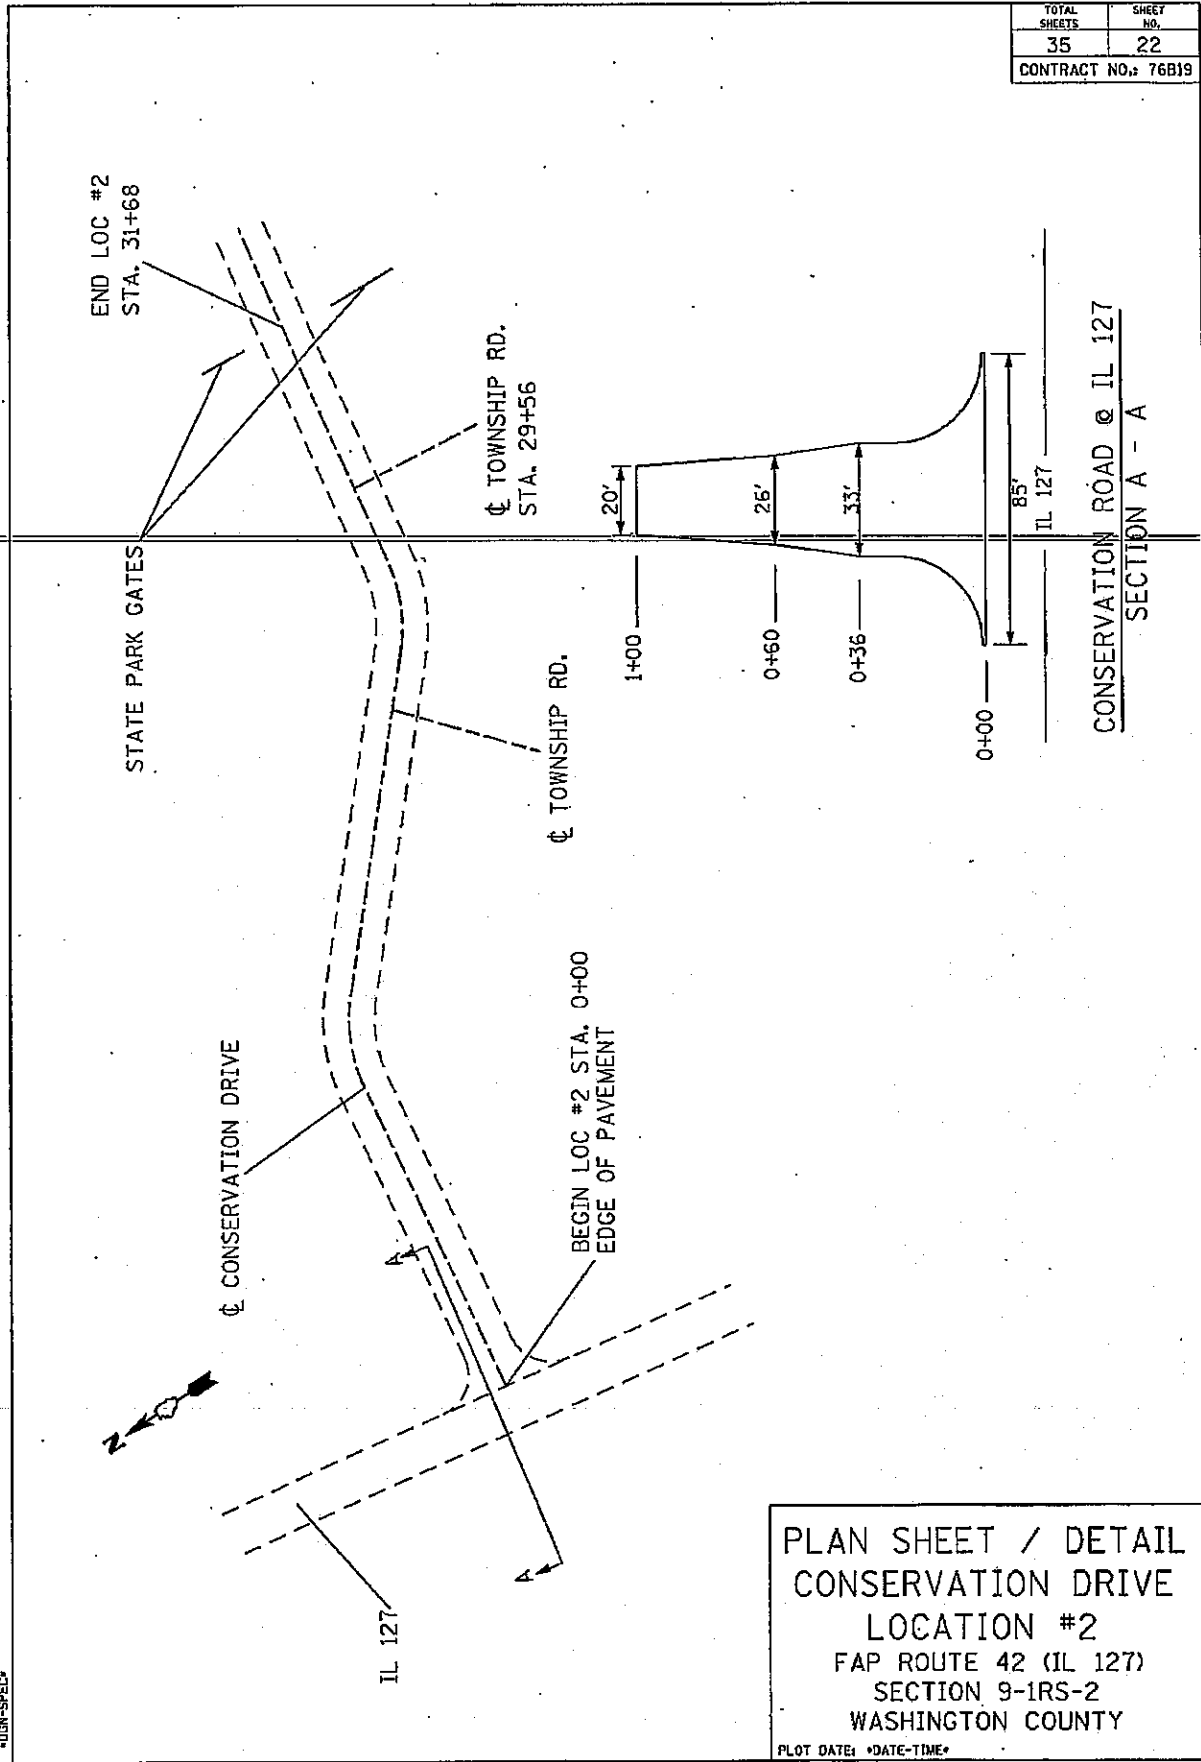 TOTAL SHEETS
SHEET NO.
35
22
CONTRACT NO.: 76B19
END LOC #2
STA. 31+68
STATE PARK GATES
℄ TOWNSHIP RD.
STA. 29+56
℄ TOWNSHIP RD.
℄ CONSERVATION DRIVE
BEGIN LOC #2 STA. 0+00
EDGE OF PAVEMENT
A
A
N
IL 127
1+00
20'
0+60
26'
0+36
33'
0+00
85'
IL 127
CONSERVATION ROAD @ IL 127
SECTION A - A
PLAN SHEET / DETAIL
CONSERVATION DRIVE
LOCATION #2
FAP ROUTE 42 (IL 127)
SECTION 9-1RS-2
WASHINGTON COUNTY
PLOT DATE: *DATE-TIME*
*DGN-SPEC*